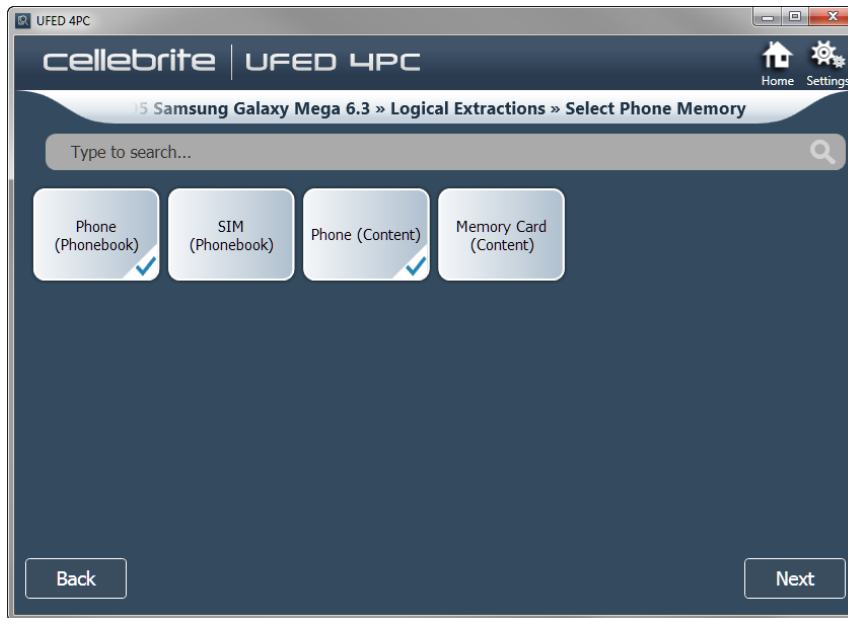 UFED 4PC
cellebrite UFED 4PC
Home Settings
5 Samsung Galaxy Mega 6.3 » Logical Extractions » Select Phone Memory
Type to search...
Phone
(Phonebook)
SIM
(Phonebook)
Phone (Content)
Memory Card
(Content)
Back
Next